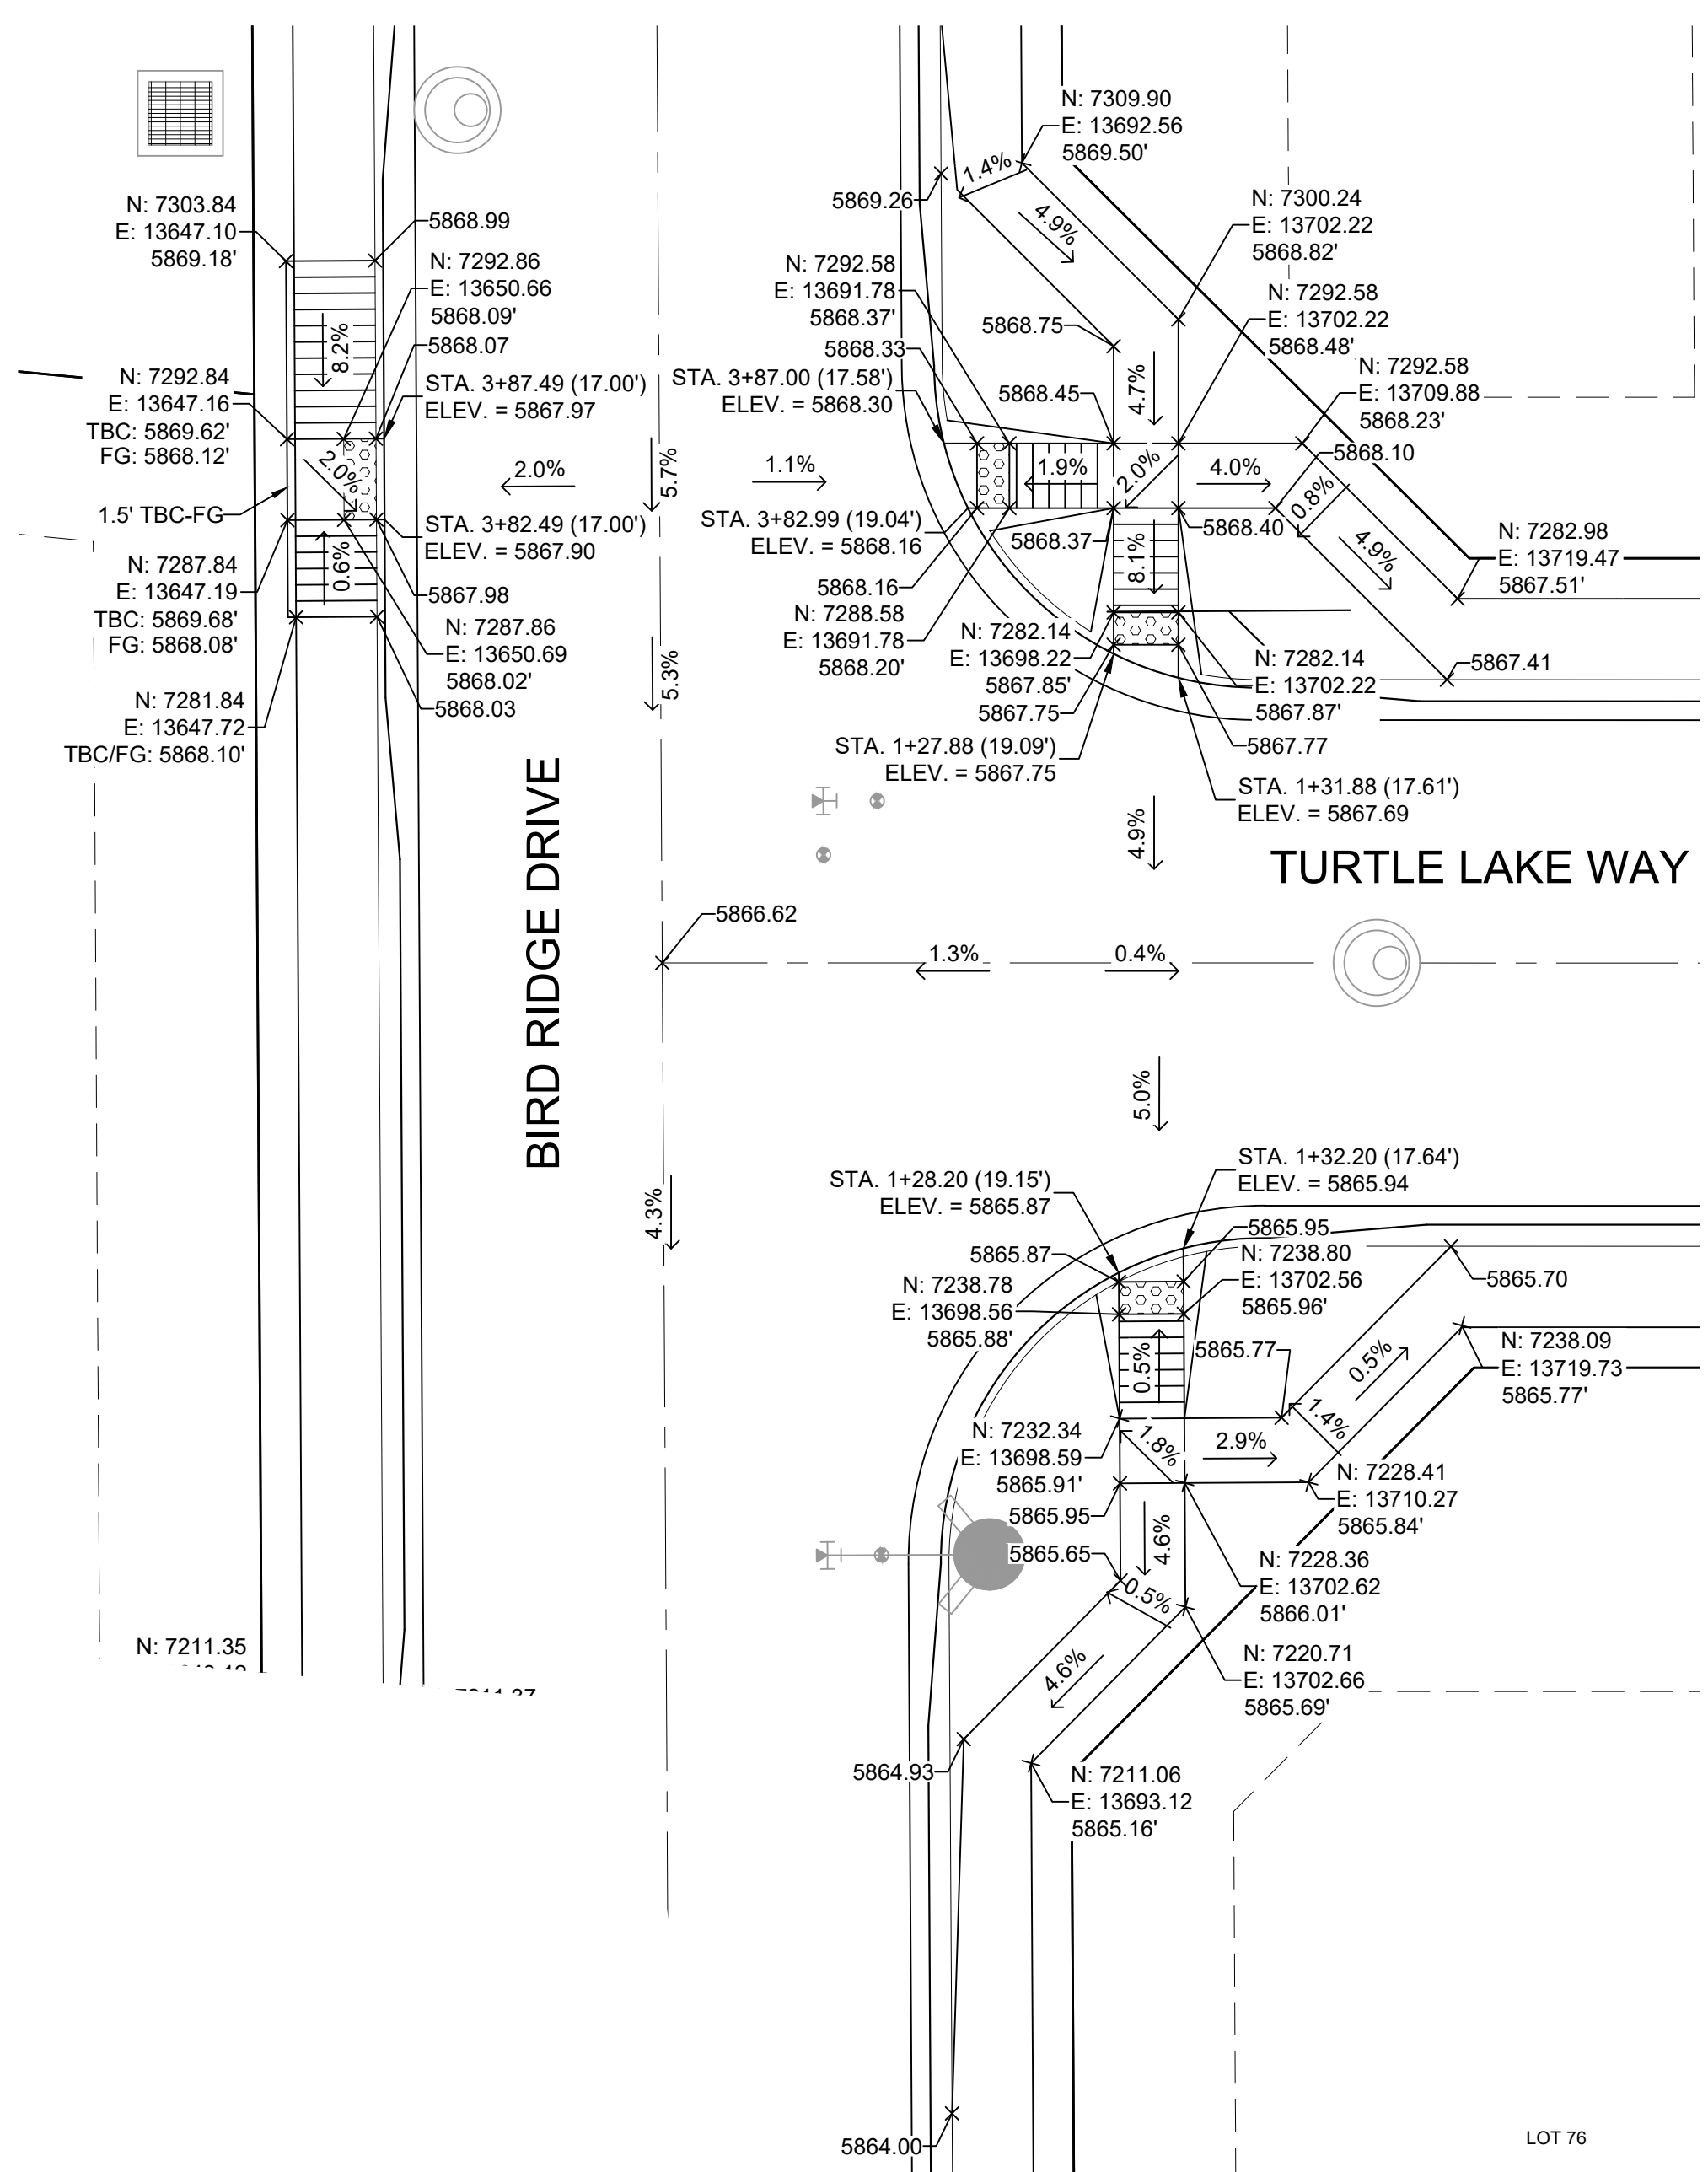 N: 7309.90
E: 13692.56
5869.50'
1.4%
5869.26
4.9%
N: 7303.84
E: 13647.10
5869.18'
5868.99
N: 7300.24
E: 13702.22
5868.82'
N: 7292.86
E: 13650.66
5868.09'
5868.07
8.2%
N: 7292.58
E: 13691.78
5868.37'
5868.33
5868.75
N: 7292.58
E: 13702.22
5868.48'
N: 7292.84
E: 13647.16
TBC: 5869.62'
FG: 5868.12'
STA. 3+87.49 (17.00')
ELEV. = 5867.97
STA. 3+87.00 (17.58')
ELEV. = 5868.30
5868.45
4.7%
N: 7292.58
E: 13709.88
5868.23'
5868.10
2.0%
2.0%
5.7%
1.1%
1.9%
2.0%
4.0%
0.8%
1.5' TBC-FG
STA. 3+82.49 (17.00')
ELEV. = 5867.90
STA. 3+82.99 (19.04')
ELEV. = 5868.16
5868.37
5868.40
4.9%
N: 7282.98
E: 13719.47
5867.51'
N: 7287.84
E: 13647.19
TBC: 5869.68'
FG: 5868.08'
0.6%
5867.98
8.1%
5868.16
N: 7288.58
E: 13691.78
5868.20'
N: 7287.86
E: 13650.69
5868.02'
5868.03
5.3%
N: 7282.14
E: 13698.22
5867.85'
5867.75
N: 7282.14
E: 13702.22
5867.87'
5867.41
N: 7281.84
E: 13647.72
TBC/FG: 5868.10'
STA. 1+27.88 (19.09')
ELEV. = 5867.75
5867.77
STA. 1+31.88 (17.61')
ELEV. = 5867.69
4.9%
BIRD RIDGE DRIVE
TURTLE LAKE WAY
5866.62
1.3%
0.4%
5.0%
4.3%
STA. 1+28.20 (19.15')
ELEV. = 5865.87
STA. 1+32.20 (17.64')
ELEV. = 5865.94
5865.87
5865.95
N: 7238.78
E: 13698.56
5865.88'
N: 7238.80
E: 13702.56
5865.96'
5865.70
0.5%
5865.77
0.5%
N: 7238.09
E: 13719.73
5865.77'
N: 7232.34
E: 13698.59
5865.91'
1.8%
2.9%
1.4%
5865.95
N: 7228.41
E: 13710.27
5865.84'
5865.65
4.6%
0.5%
N: 7228.36
E: 13702.62
5866.01'
N: 7211.35
4.6%
N: 7220.71
E: 13702.66
5865.69'
5864.93
N: 7211.06
E: 13693.12
5865.16'
5864.00
LOT 76